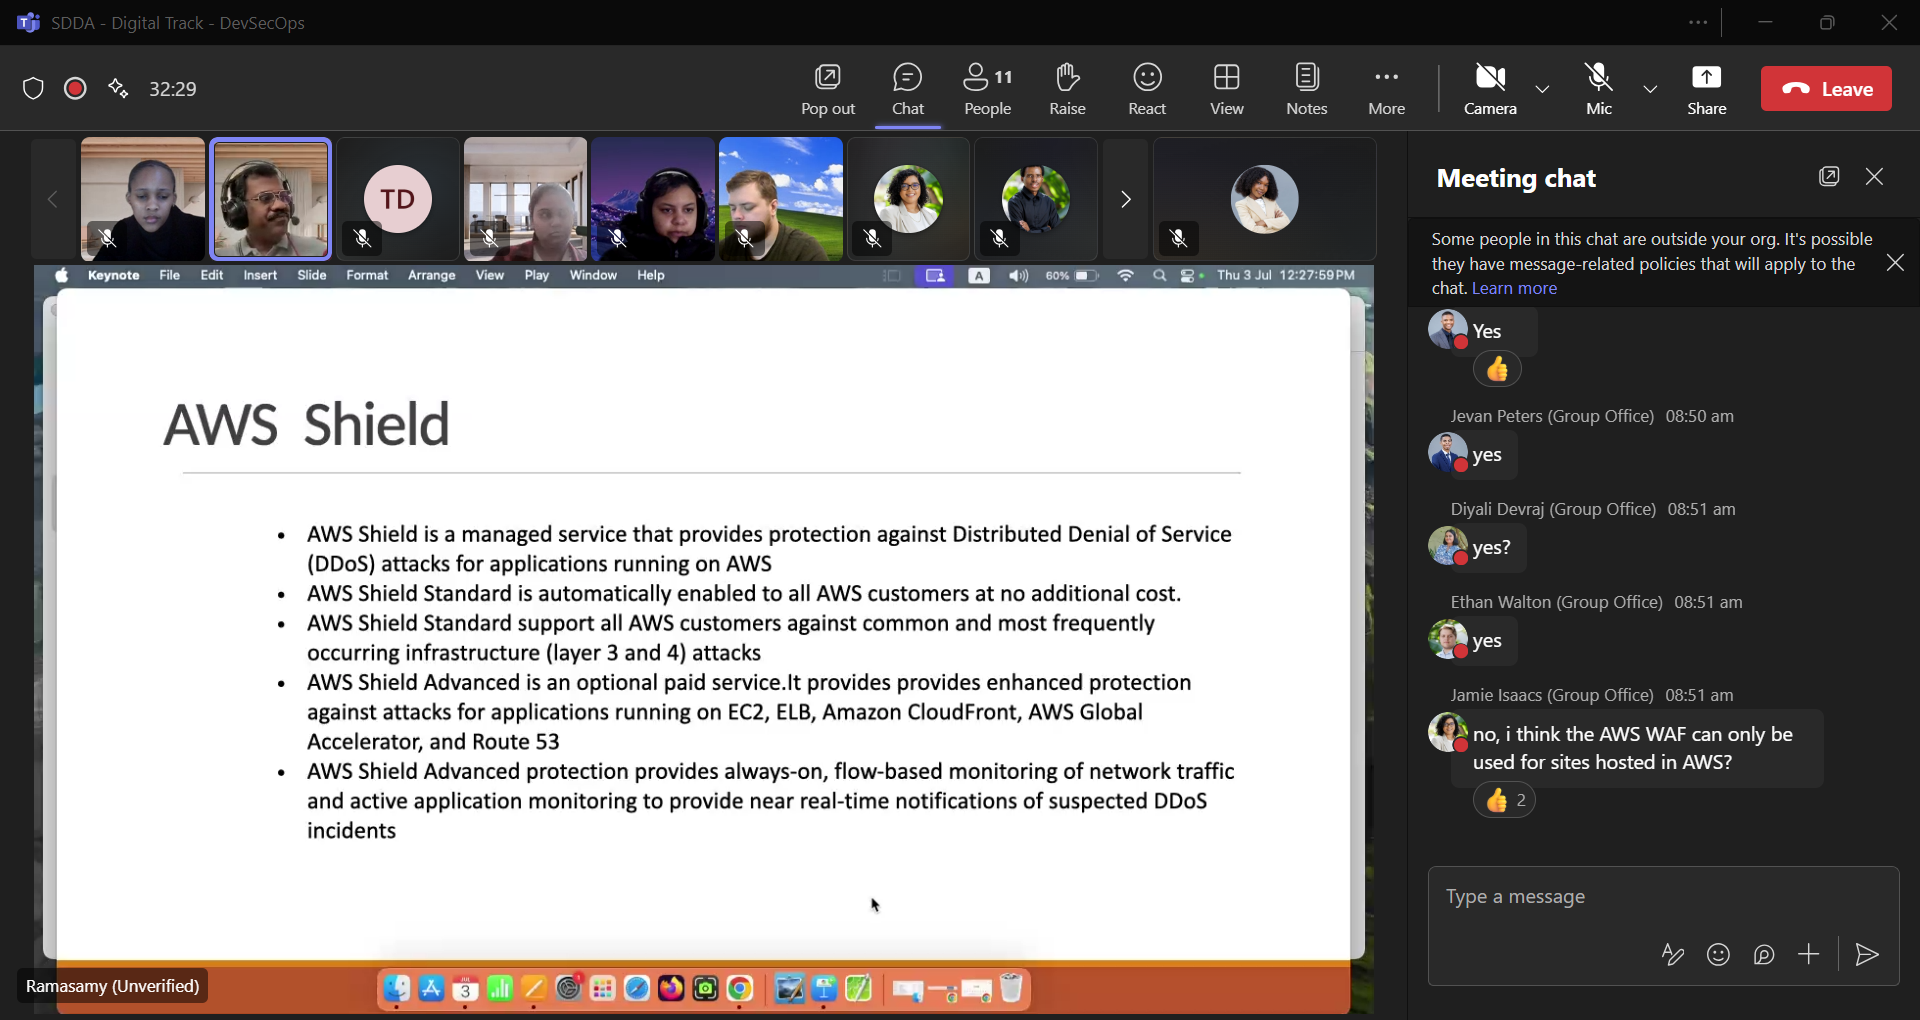 SDDA - Digital Track - DevSecOps
32:29
Pop out
Chat
People
11
Raise
React
View
Notes
More
Camera
Mic
Share
Leave
TD
Keynote File Edit Insert Slide Format Arrange View Play Window Help
A
60%
Thu 3 Jul 12:27:59 PM
AWS Shield
• AWS Shield is a managed service that provides protection against Distributed Denial of Service
(DDoS) attacks for applications running on AWS
• AWS Shield Standard is automatically enabled to all AWS customers at no additional cost.
• AWS Shield Standard support all AWS customers against common and most frequently
occurring infrastructure (layer 3 and 4) attacks
• AWS Shield Advanced is an optional paid service.It provides provides enhanced protection
against attacks for applications running on EC2, ELB, Amazon CloudFront, AWS Global
Accelerator, and Route 53
• AWS Shield Advanced protection provides always-on, flow-based monitoring of network traffic
and active application monitoring to provide near real-time notifications of suspected DDoS
incidents
3
1
Ramasamy (Unverified)
Meeting chat
Some people in this chat are outside your org. It's possible
they have message-related policies that will apply to the
chat. Learn more
Yes
Jevan Peters (Group Office) 08:50 am
yes
Diyali Devraj (Group Office) 08:51 am
yes?
Ethan Walton (Group Office) 08:51 am
yes
Jamie Isaacs (Group Office) 08:51 am
no, i think the AWS WAF can only be
used for sites hosted in AWS?
2
Type a message